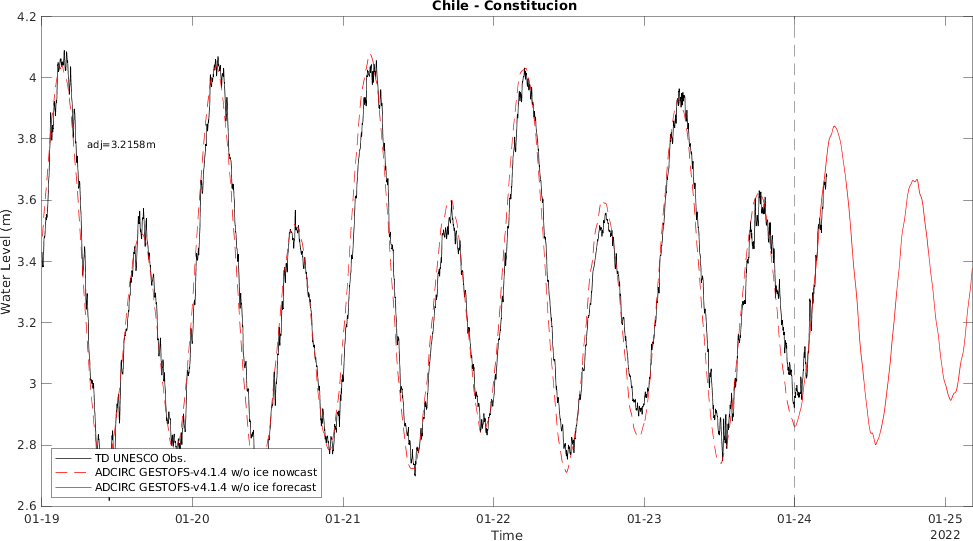 Chile - Constitucion
4.2
4
3.8
3.6
3.4
3.2
3
2.8
2.6
Water Level (m)
adj=3.2158m
TD UNESCO Obs.
ADCIRC GESTOFS-v4.1.4 w/o ice nowcast
ADCIRC GESTOFS-v4.1.4 w/o ice forecast
01-19
01-20
01-21
01-22
01-23
01-24
01-25
Time
2022